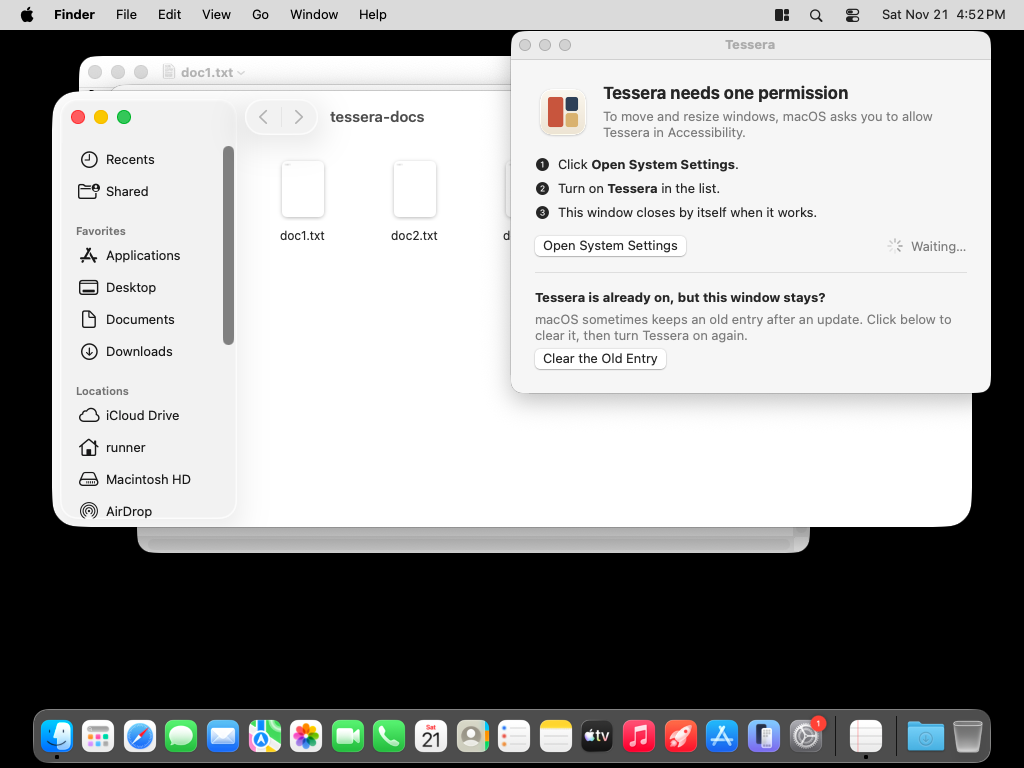 Finder File Edit View Go Window Help Sat Nov 21 4:52 PM
doc1.txt
Tessera
tessera-docs
Recents
Shared
Favorites
Applications
Desktop
Documents
Downloads
Locations
iCloud Drive
runner
Macintosh HD
AirDrop
doc1.txt
doc2.txt
Tessera needs one permission
To move and resize windows, macOS asks you to allow
Tessera in Accessibility.
1 Click Open System Settings.
2 Turn on Tessera in the list.
3 This window closes by itself when it works.
Open System Settings
Waiting...
Tessera is already on, but this window stays?
macOS sometimes keeps an old entry after an update. Click below to
clear it, then turn Tessera on again.
Clear the Old Entry
Sat
21
tv
1